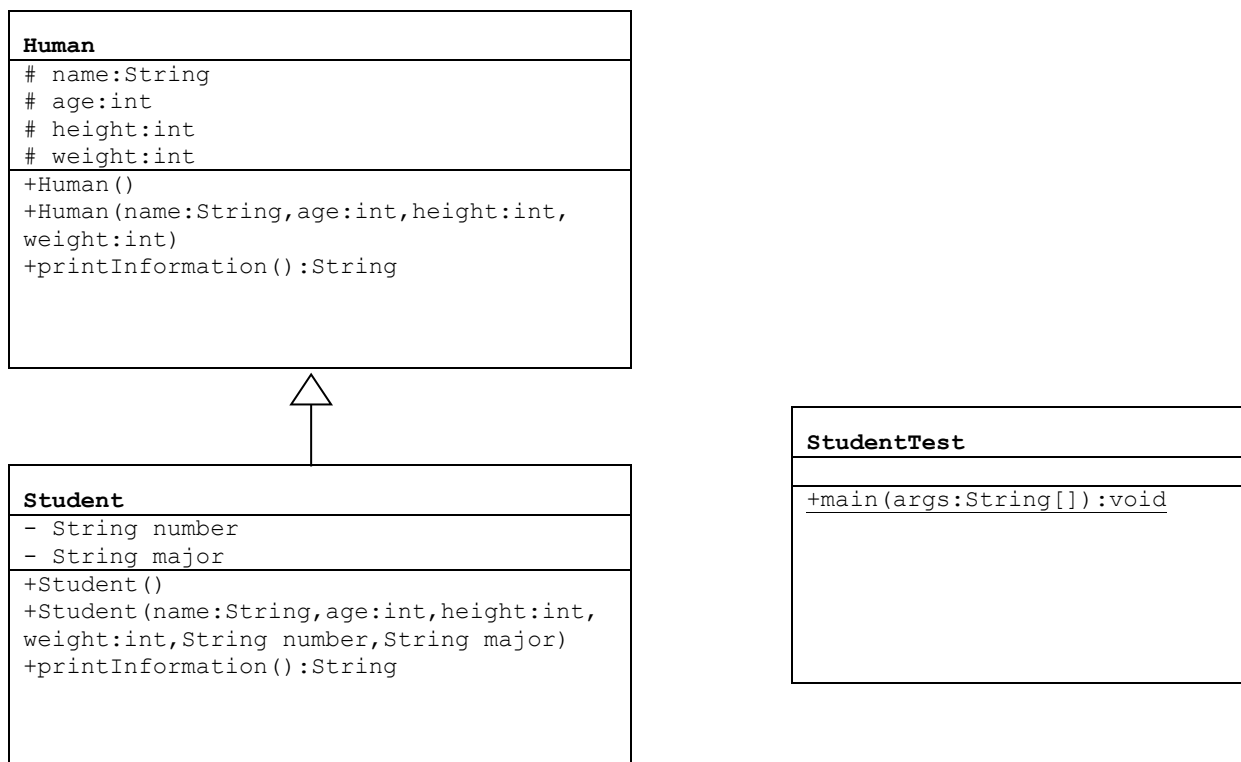 Human
# name:String
# age:int
# height:int
# weight:int
+Human()
+Human(name:String,age:int,height:int,
weight:int)
+printInformation():String
Student
- String number
- String major
+Student()
+Student(name:String,age:int,height:int,
weight:int,String number,String major)
+printInformation():String
StudentTest
+main(args:String[]):void